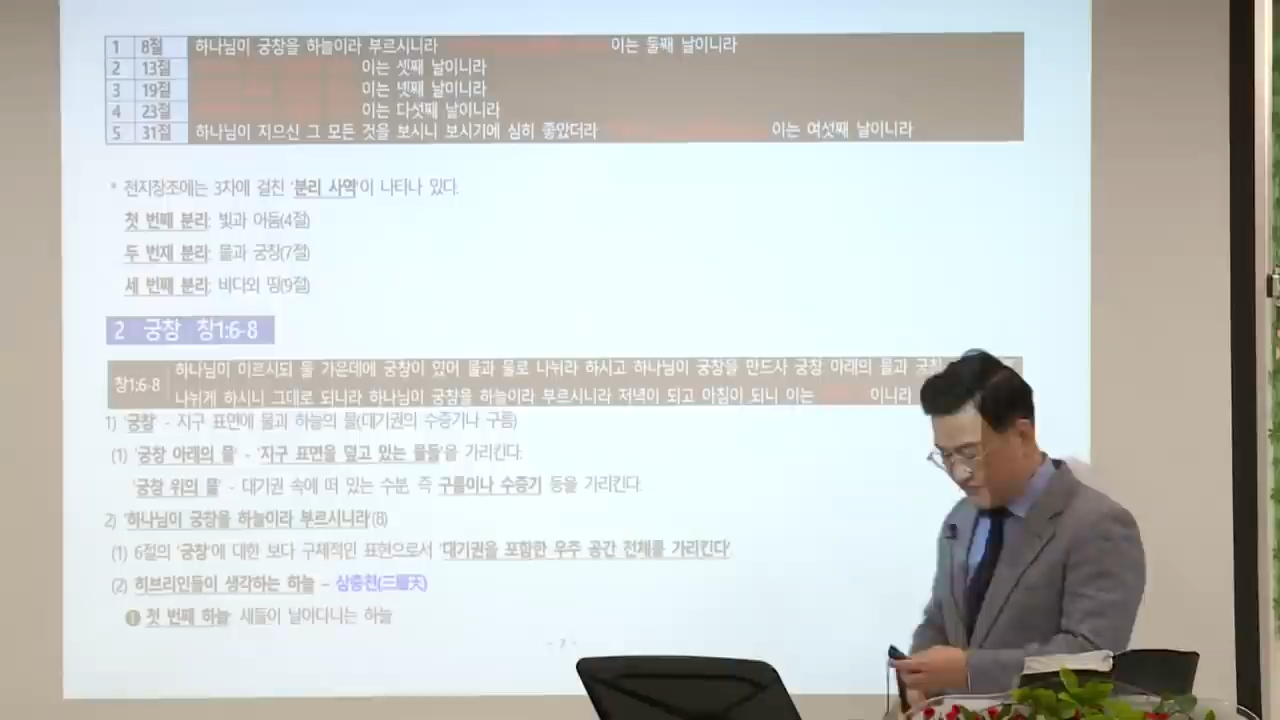 1 8절 하나님이 궁창을 하늘이라 부르시니라 이는 둘째 날이니라
2 13절 이는 셋째 날이니라
3 19절 이는 넷째 날이니라
4 23절 이는 다섯째 날이니라
5 31절 하나님이 지으신 그 모든 것을 보시니 보시기에 심히 좋았더라 이는 여섯째 날이니라
* 천지창조에는 3차에 걸친 '분리 사역'이 나타나 있다.
첫 번째 분리: 빛과 어둠(4절)
두 번재 분리: 물과 궁창(7절)
세 번째 분리: 바다와 땅(9절)
2 궁창 창1:6-8
창1:6-8 하나님이 이르시되 물 가운데에 궁창이 있어 물과 물로 나뉘라 하시고 하나님이 궁창을 만드사 궁창 아래의 물과
나뉘게 하시니 그대로 되니라 하나님이 궁창을 하늘이라 부르시니라 저녁이 되고 아침이 되니 이는 이니라
1) '궁창' - 지구 표면에 물과 하늘의 물(대기권의 수증기나 구름)
(1) '궁창 아래의 물' - '지구 표면을 덮고 있는 물들'을 가리킨다.
'궁창 위의 물' - 대기권 속에 떠 있는 수분, 즉 구름이나 수증기 등을 가리킨다.
2) '하나님이 궁창을 하늘이라 부르시니라'(8)
(1) 6절의 '궁창'에 대한 보다 구체적인 표현으로서 '대기권을 포함한 우주 공간 전체를 가리킨다'.
(2) 히브리인들이 생각하는 하늘 - 삼층천(三層天)
❶ 첫 번째 하늘: 새들이 날아다니는 하늘
- 7 -